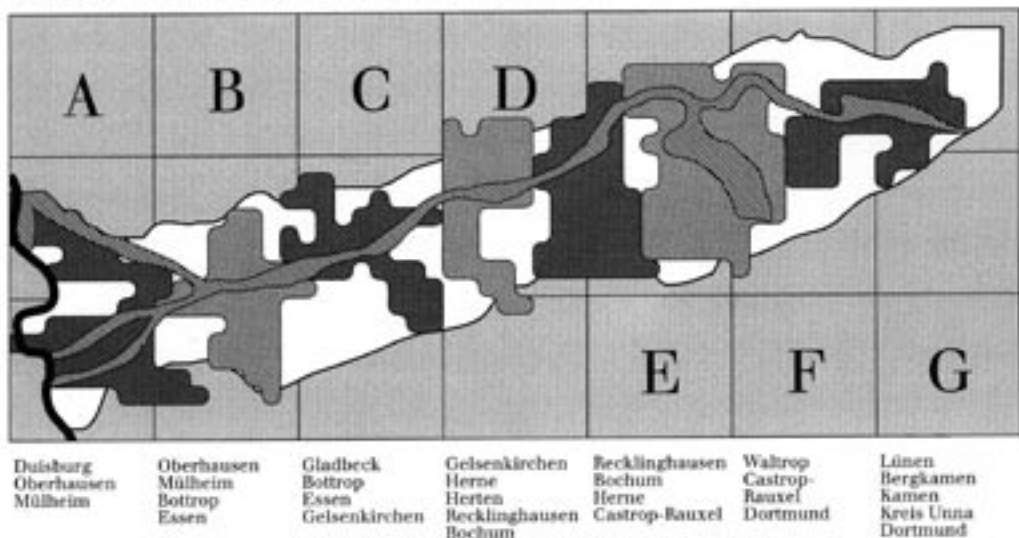 A
B
C
D
E
F
G
Duisburg
Oberhausen
Mülheim
Oberhausen
Mülheim
Bottrop
Essen
Gladbeck
Bottrop
Essen
Gelsenkirchen
Gelsenkirchen
Herne
Herten
Recklinghausen
Bochum
Recklinghausen
Bochum
Herne
Castrop-Rauxel
Waltrop
Castrop-
Rauxel
Dortmund
Lünen
Bergkamen
Kamen
Kreis Unna
Dortmund